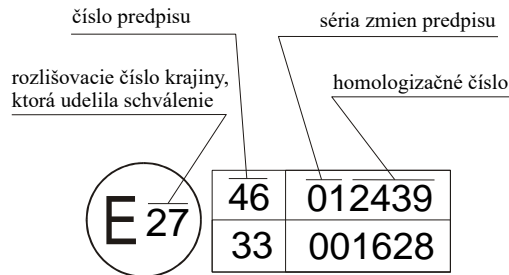 číslo predpisu
séria zmien predpisu
rozlišovacie číslo krajiny,
ktorá udelila schválenie
homologizačné číslo
E 27
46 012439
33 001628